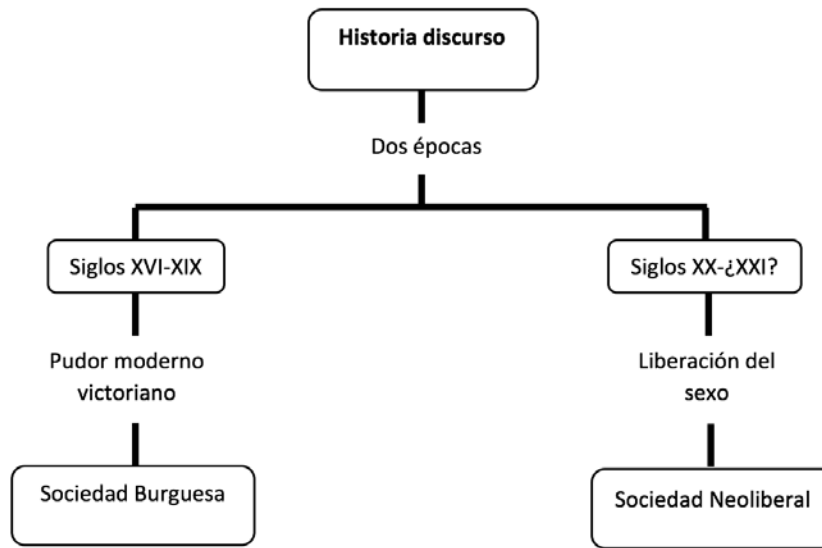 Historia discurso
Dos épocas
Siglos XVI-XIX
Pudor moderno
victoriano
Sociedad Burguesa
Siglos XX-¿XXI?
Liberación del
sexo
Sociedad Neoliberal